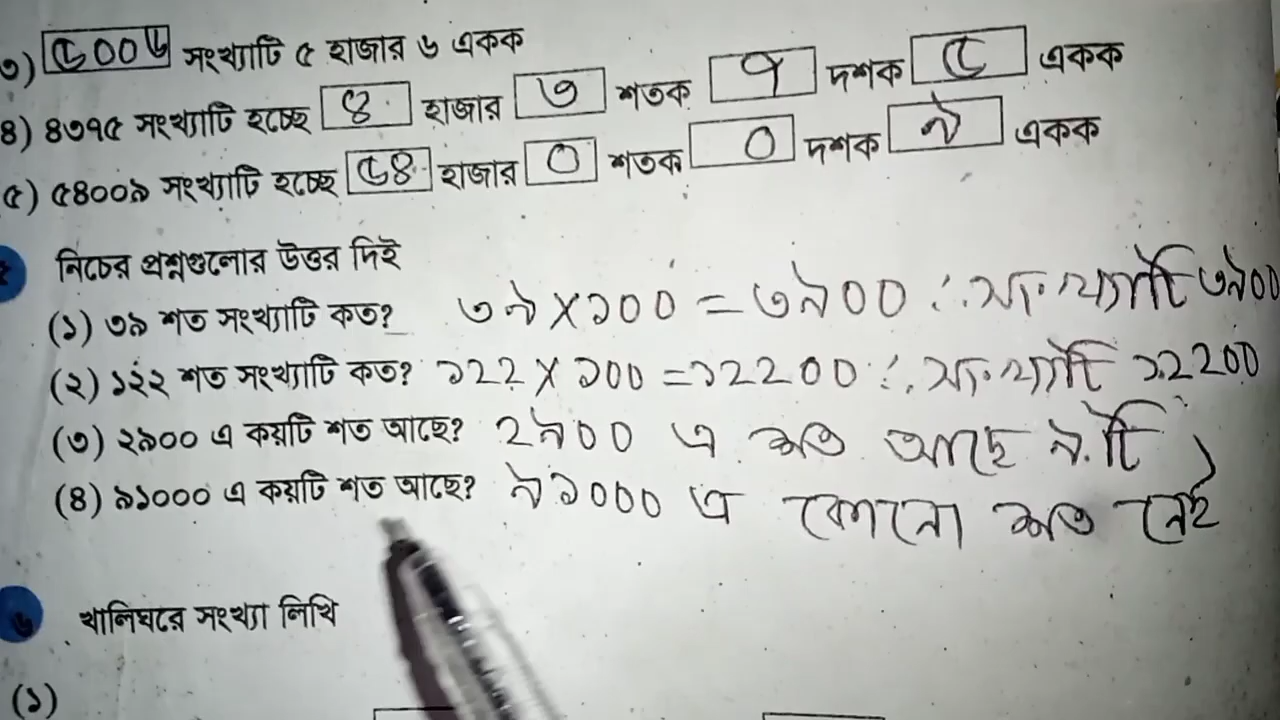 ৩) ৫০০৬ সংখ্যাটি ৫ হাজার ৬ একক
৪) ৪৩৭৫ সংখ্যাটি হচ্ছে ৪ হাজার ৩ শতক ৭ দশক ৫ একক
৫) ৫৪০০৯ সংখ্যাটি হচ্ছে ৫৪ হাজার ০ শতক ০ দশক ৯ একক
নিচের প্রশ্নগুলোর উত্তর দিই
(১) ৩৯ শত সংখ্যাটি কত? ৩৯×১০০ = ৩৯০০ ∴ সংখ্যাটি ৩৯০০
(২) ১২২ শত সংখ্যাটি কত? ১২২×১০০ =১২২০০ ∴ সংখ্যাটি ১২২০০
(৩) ২৯০০ এ কয়টি শত আছে? ২৯০০ এ শত আছে ৯ টি
(৪) ৯১০০০ এ কয়টি শত আছে? ৯১০০০ এ কোনো শত নেই
৬ খালিঘরে সংখ্যা লিখি
(১)